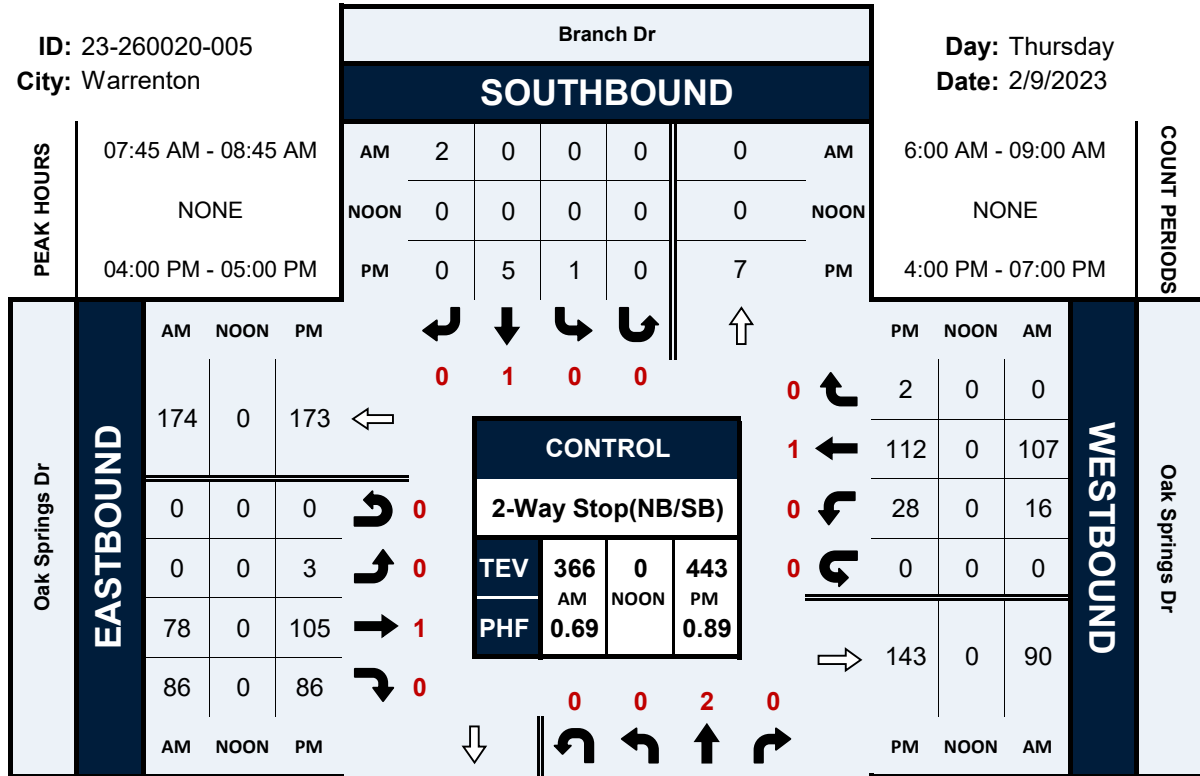 Branch Dr
ID: 23-260020-005
Day: Thursday
City: Warrenton
Date: 2/9/2023
SOUTHBOUND
PEAK HOURS
07:45 AM - 08:45 AM
AM 2 0 0 0 0 AM
6:00 AM - 09:00 AM
COUNT PERIODS
NONE
NOON 0 0 0 0 0 NOON
NONE
04:00 PM - 05:00 PM
PM 0 5 1 0 7 PM
4:00 PM - 07:00 PM
AM NOON PM
PM NOON AM
0 1 0 0
174 0 173
0 2 0 0
1 112 0 107
0 0 0 0
0 28 0 16
0 0 3 0
0 0 0 0
78 0 105 1
143 0 90
86 0 86 0
Oak Springs Dr
EASTBOUND
CONTROL
2-Way Stop(NB/SB)
TEV 366 0 443
AM NOON PM
PHF 0.69 0.89
WESTBOUND
Oak Springs Dr
0 0 2 0
AM NOON PM
PM NOON AM